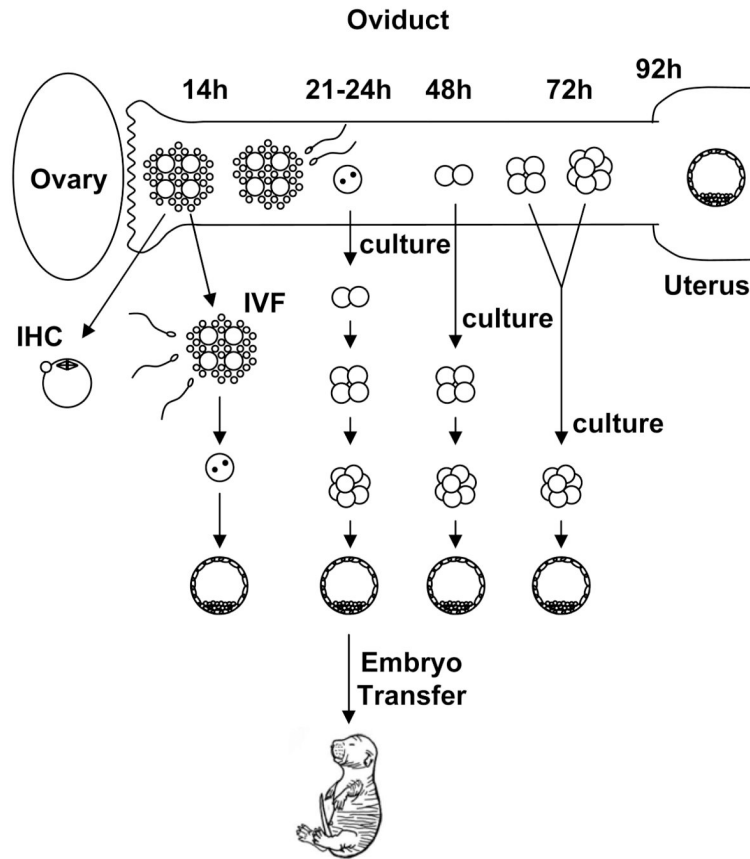 Oviduct
92h
14h
21-24h
48h
72h
Ovary
culture
Uterus
IVF
culture
IHC
culture
Embryo
Transfer